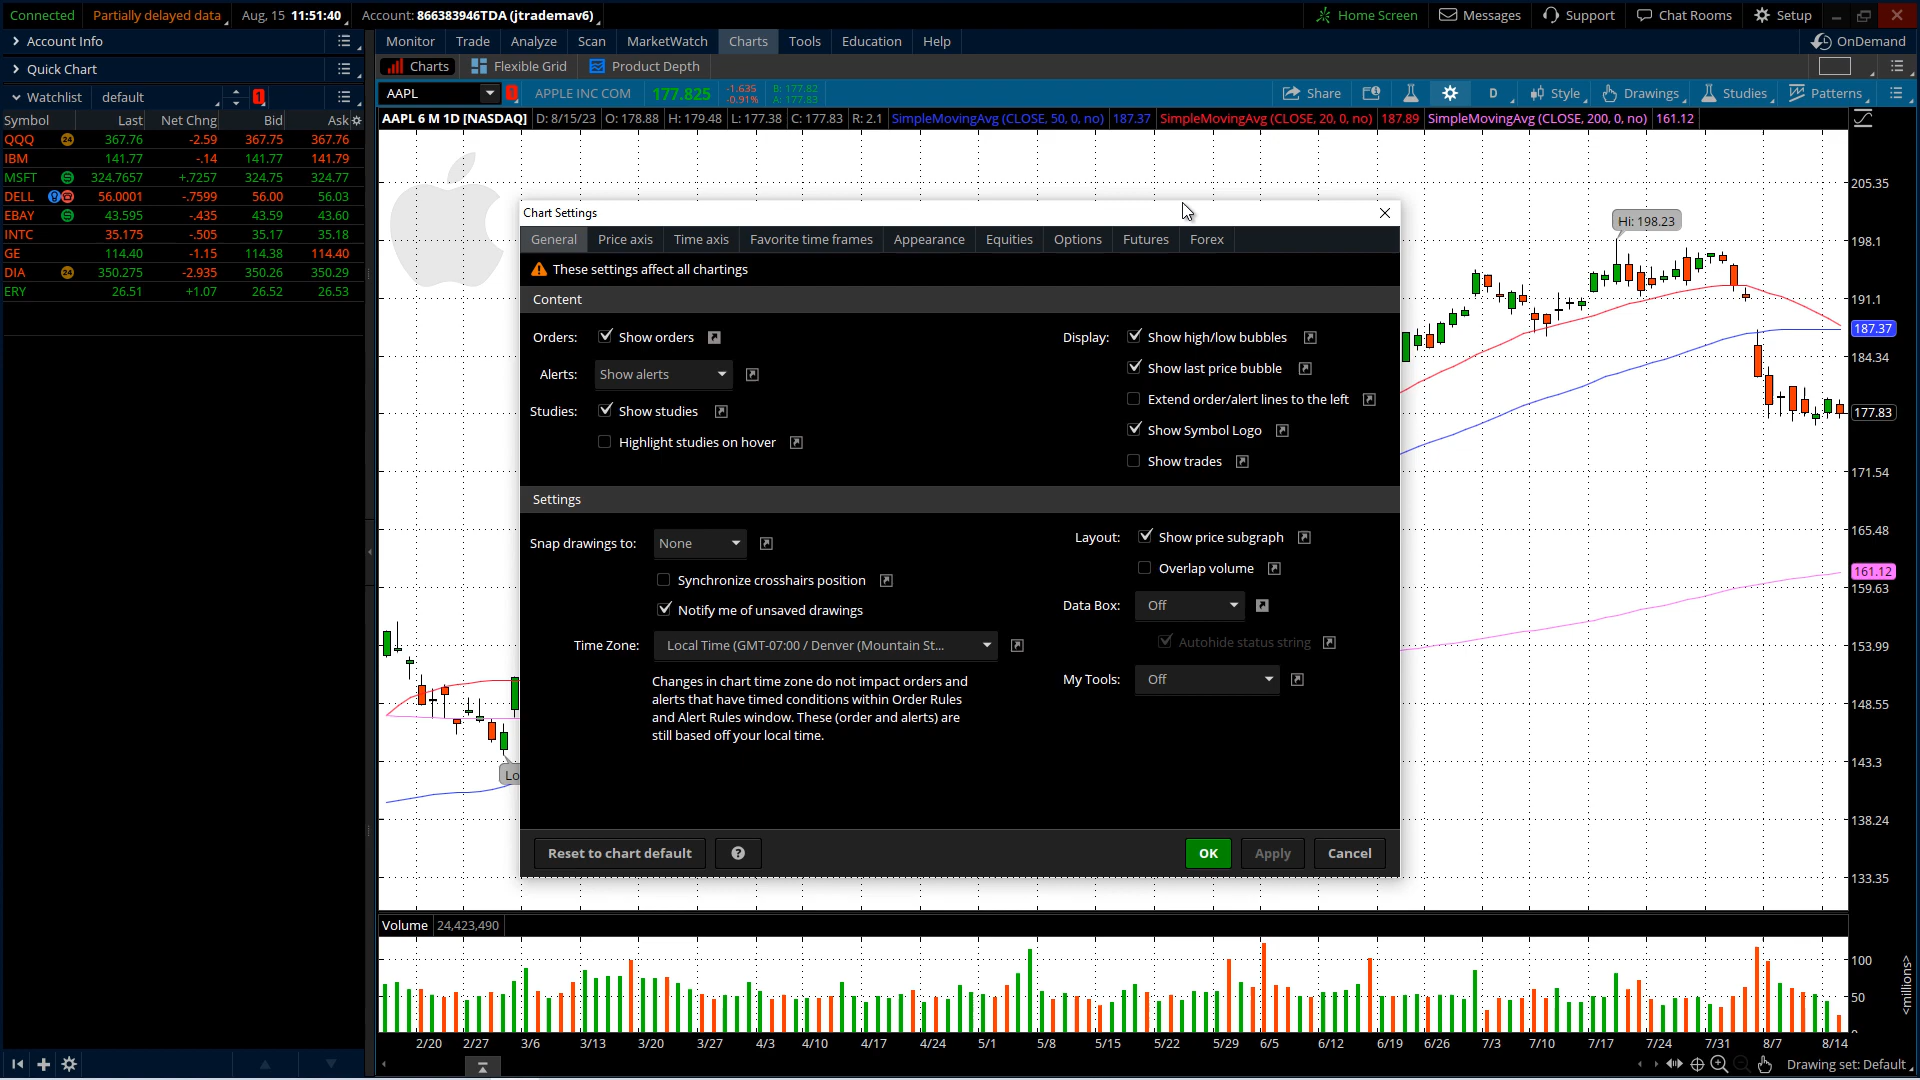 Connected Partially delayed data Aug, 15 11:51:40 Account: 866383946TDA (jtrademav6) Home Screen Messages Support Chat Rooms Setup
Account Info
Monitor Trade Analyze Scan MarketWatch Charts Tools Education Help OnDemand
Quick Chart
Charts Flexible Grid Product Depth
Watchlist default 1
AAPL 1 APPLE INC COM 177.825 -1.635 -0.91% B: 177.82 A: 177.83 Share D Style Drawings Studies Patterns
Symbol Last Net Chng Bid Ask
AAPL 6 M 1D [NASDAQ] D: 8/15/23 O: 178.88 H: 179.48 L: 177.38 C: 177.83 R: 2.1 SimpleMovingAvg (CLOSE, 50, 0, no) 187.37 SimpleMovingAvg (CLOSE, 20, 0, no) 187.89 SimpleMovingAvg (CLOSE, 200, 0, no) 161.12
QQQ 24 367.76 -2.59 367.75 367.76
IBM 141.77 -.14 141.77 141.79
MSFT 324.7657 +.7257 324.75 324.77
DELL 56.0001 -.7599 56.00 56.03
EBAY 43.595 -.435 43.59 43.60
INTC 35.175 -.505 35.17 35.18
GE 114.40 -1.15 114.38 114.40
DIA 24 350.275 -2.935 350.26 350.29
ERY 26.51 +1.07 26.52 26.53
Chart Settings
General Price axis Time axis Favorite time frames Appearance Equities Options Futures Forex
These settings affect all chartings
Content
Orders: Show orders
Alerts: Show alerts
Studies: Show studies
Highlight studies on hover
Display: Show high/low bubbles
Show last price bubble
Extend order/alert lines to the left
Show Symbol Logo
Show trades
Settings
Snap drawings to: None
Synchronize crosshairs position
Notify me of unsaved drawings
Time Zone: Local Time (GMT-07:00 / Denver (Mountain St...
Changes in chart time zone do not impact orders and
alerts that have timed conditions within Order Rules
and Alert Rules window. These (order and alerts) are
still based off your local time.
Layout: Show price subgraph
Overlap volume
Data Box: Off
Autohide status string
My Tools: Off
Reset to chart default ? OK Apply Cancel
Hi: 198.23
Lo
205.35
198.1
191.1
187.37
184.34
177.83
171.54
165.48
161.12
159.63
153.99
148.55
143.3
138.24
133.35
Volume 24,423,490
100
50
<millions>
2/20 2/27 3/6 3/13 3/20 3/27 4/3 4/10 4/17 4/24 5/1 5/8 5/15 5/22 5/29 6/5 6/12 6/19 6/26 7/3 7/10 7/17 7/24 7/31 8/7 8/14
Drawing set: Default